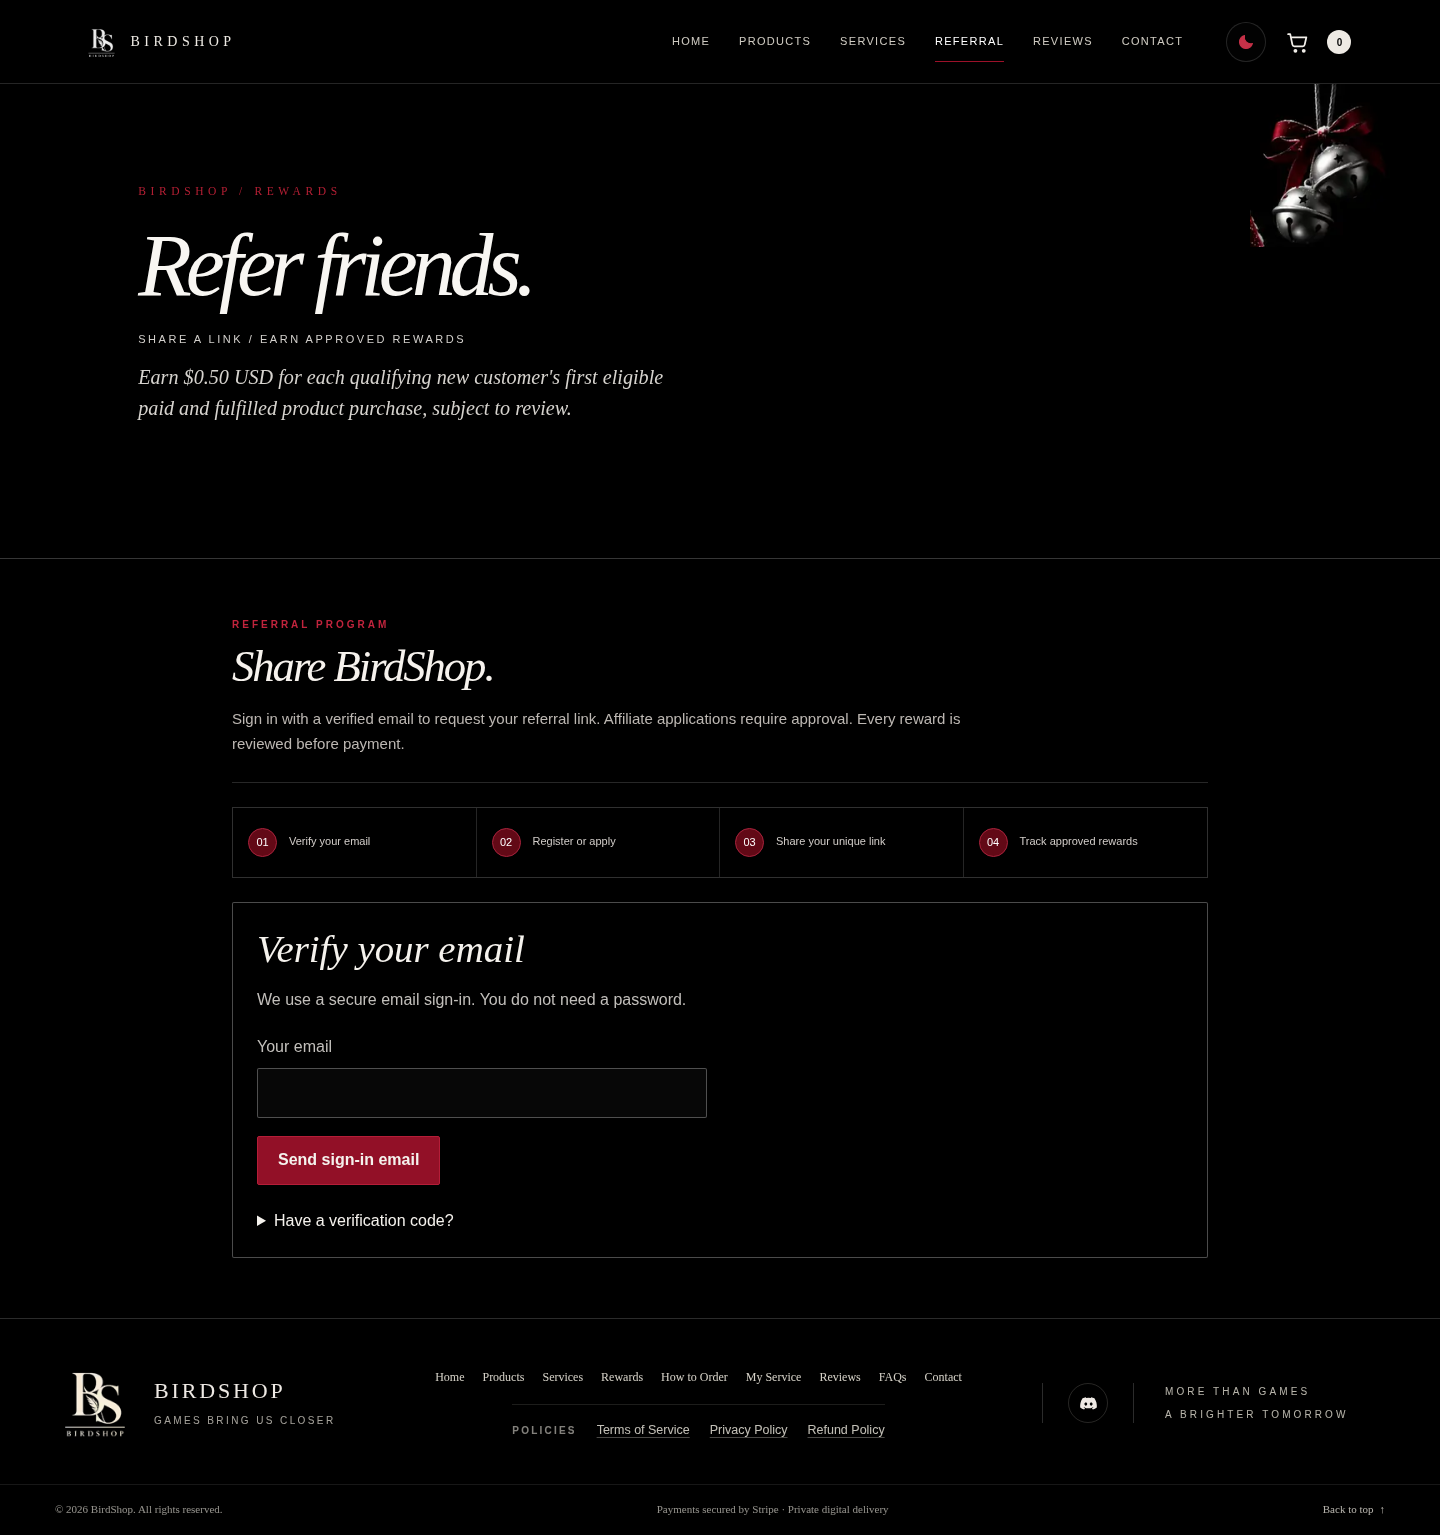 BS
BIRDSHOP
BIRDSHOP
HOME PRODUCTS SERVICES REFERRAL REVIEWS CONTACT 0
BIRDSHOP / REWARDS
Refer friends.
SHARE A LINK / EARN APPROVED REWARDS
Earn $0.50 USD for each qualifying new customer's first eligible
paid and fulfilled product purchase, subject to review.
REFERRAL PROGRAM
Share BirdShop.
Sign in with a verified email to request your referral link. Affiliate applications require approval. Every reward is
reviewed before payment.
01 Verify your email
02 Register or apply
03 Share your unique link
04 Track approved rewards
Verify your email
We use a secure email sign-in. You do not need a password.
Your email
Send sign-in email
Have a verification code?
BS
BIRDSHOP
BIRDSHOP
GAMES BRING US CLOSER
Home Products Services Rewards How to Order My Service Reviews FAQs Contact
POLICIES Terms of Service Privacy Policy Refund Policy
MORE THAN GAMES
A BRIGHTER TOMORROW
© 2026 BirdShop. All rights reserved.
Payments secured by Stripe · Private digital delivery
Back to top ↑